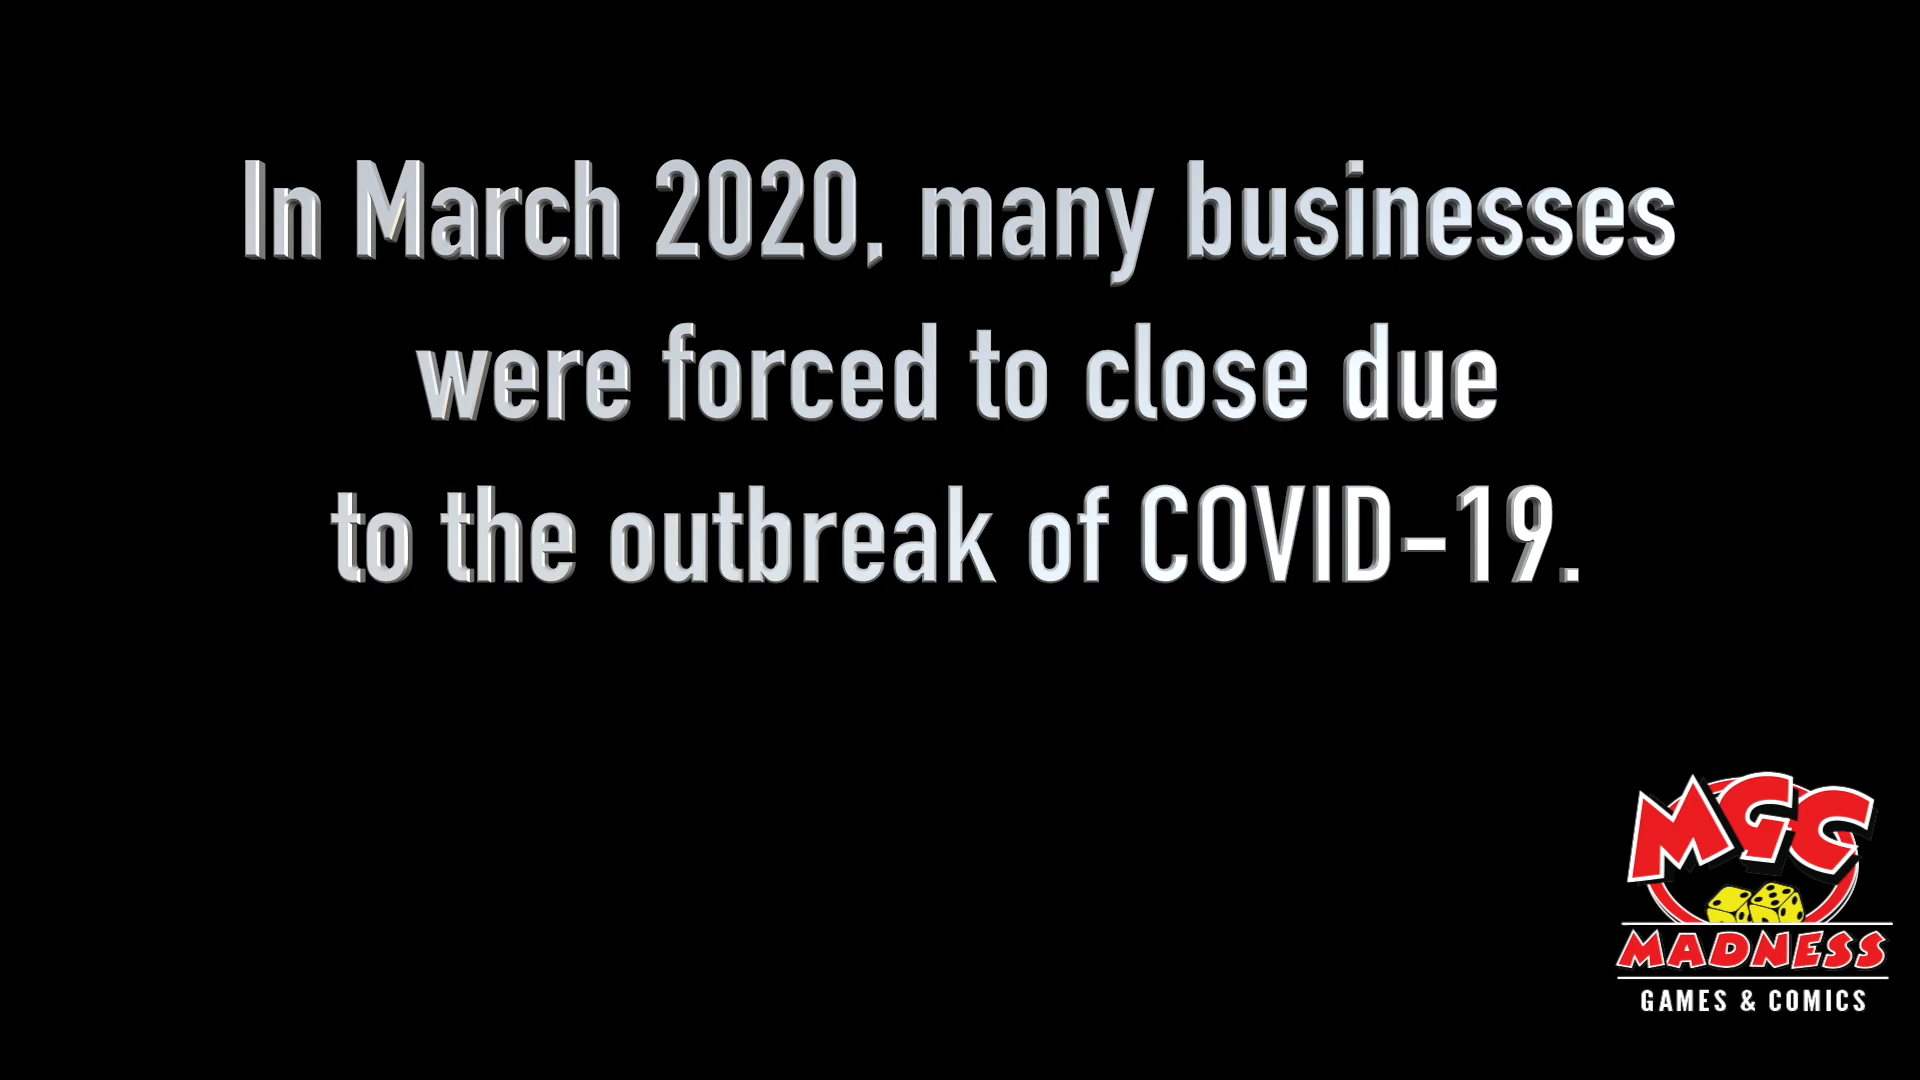 In March 2020, many businesses
were forced to close due
to the outbreak of COVID-19.
MGC
MADNESS
GAMES & COMICS